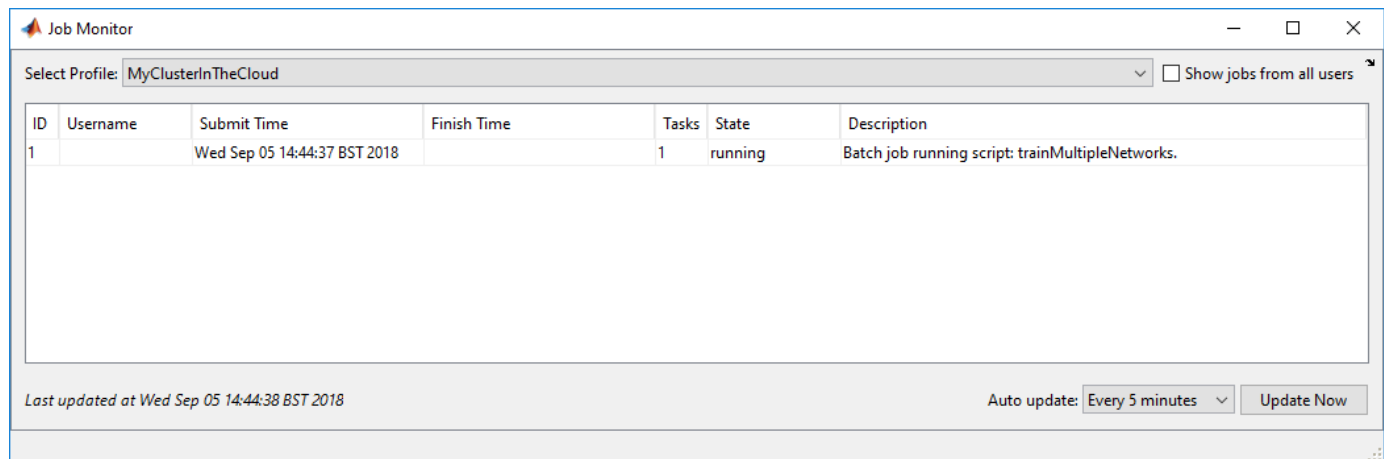 Job Monitor
Select Profile: MyClusterInTheCloud Show jobs from all users
ID Username Submit Time Finish Time Tasks State Description
1 Wed Sep 05 14:44:37 BST 2018 1 running Batch job running script: trainMultipleNetworks.
Last updated at Wed Sep 05 14:44:38 BST 2018 Auto update: Every 5 minutes Update Now